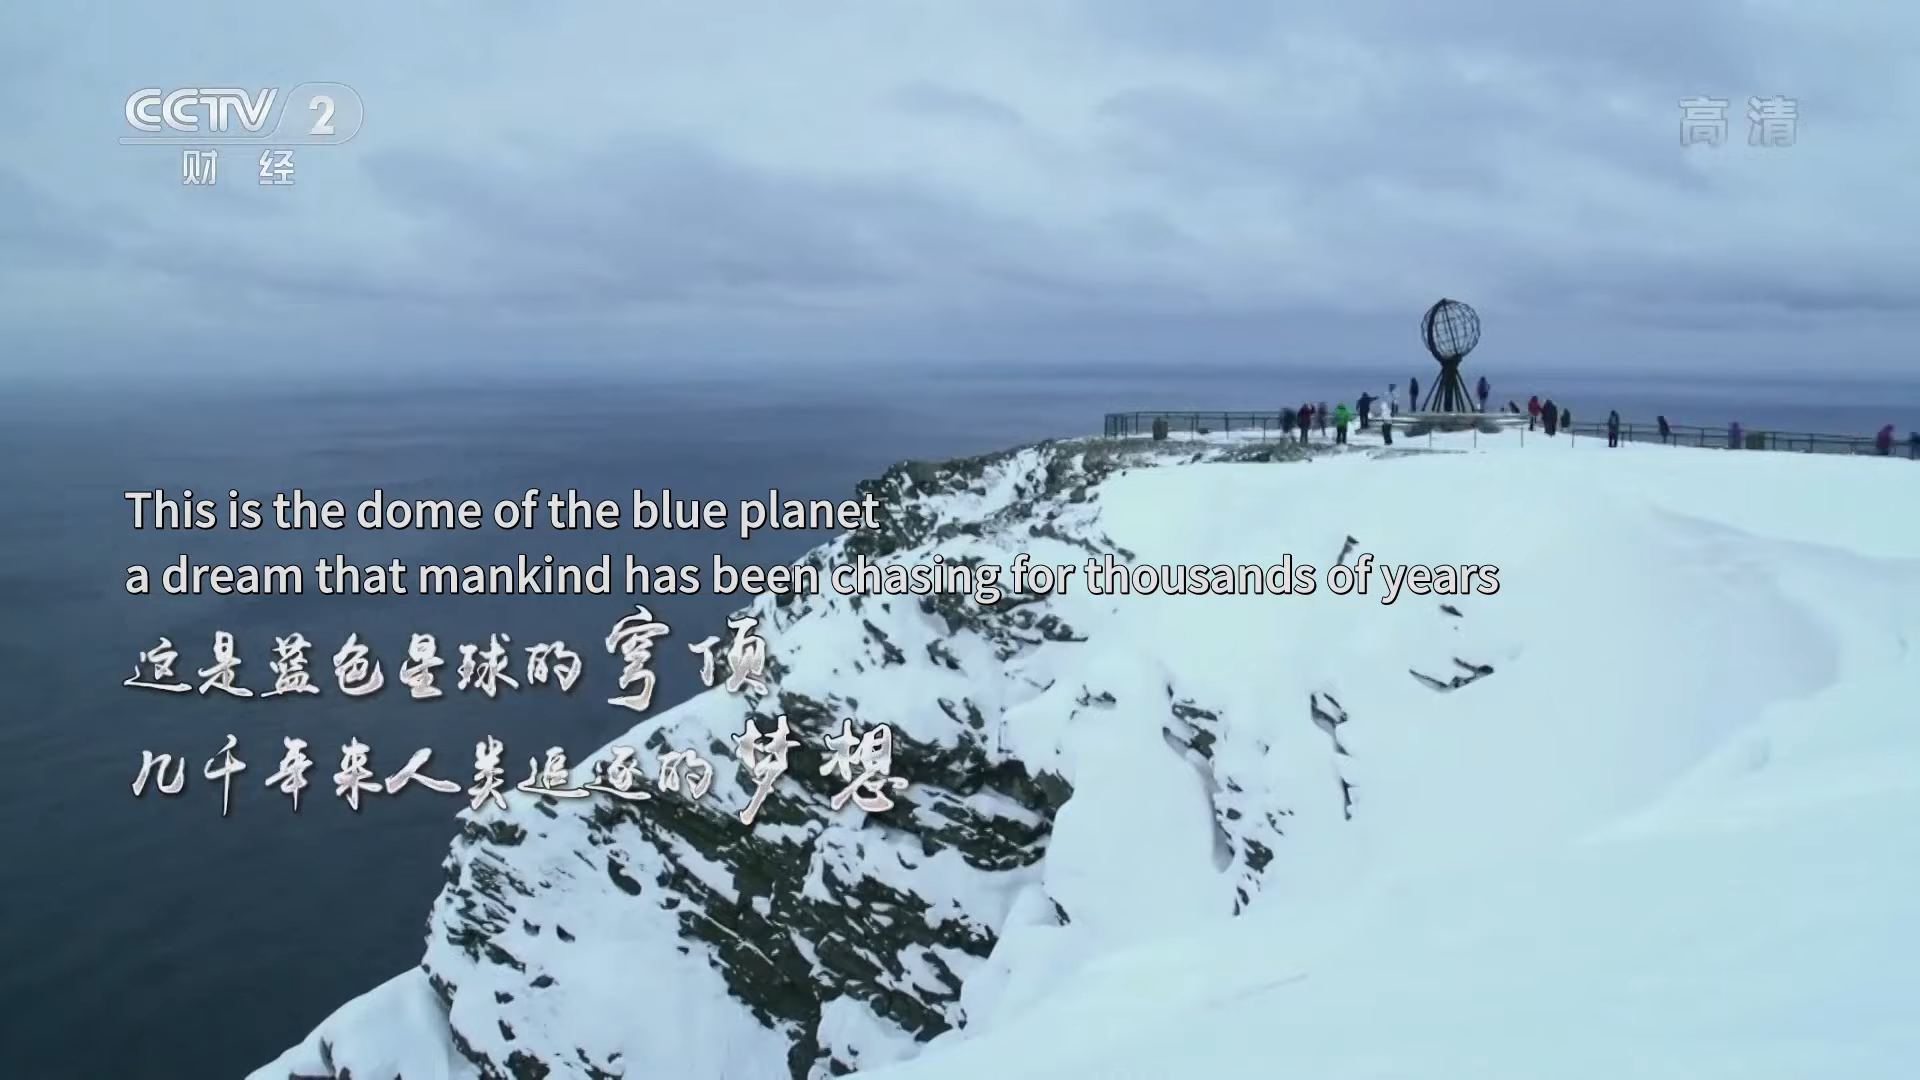 CCTV 2
财经
高清
This is the dome of the blue planet
a dream that mankind has been chasing for thousands of years
这是蓝色星球的穹顶
几千年来人类追逐的梦想